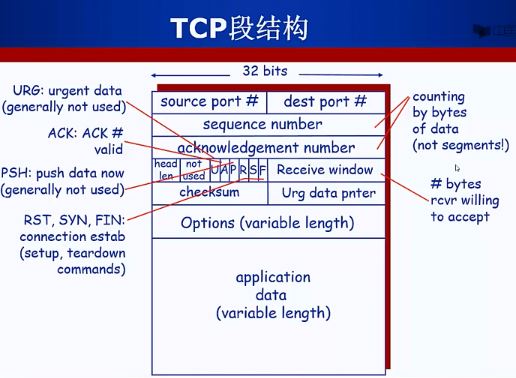 TCP段结构
32 bits
URG: urgent data
(generally not used)
ACK: ACK #
valid
PSH: push data now
(generally not used)
RST, SYN, FIN:
connection estab
(setup, teardown
commands)
source port #
dest port #
sequence number
acknowledgement number
head
len
not
used
U A P R S F
Receive window
checksum
Urg data pnter
Options (variable length)
application
data
(variable length)
counting
by bytes
of data
(not segments!)
# bytes
rcvr willing
to accept